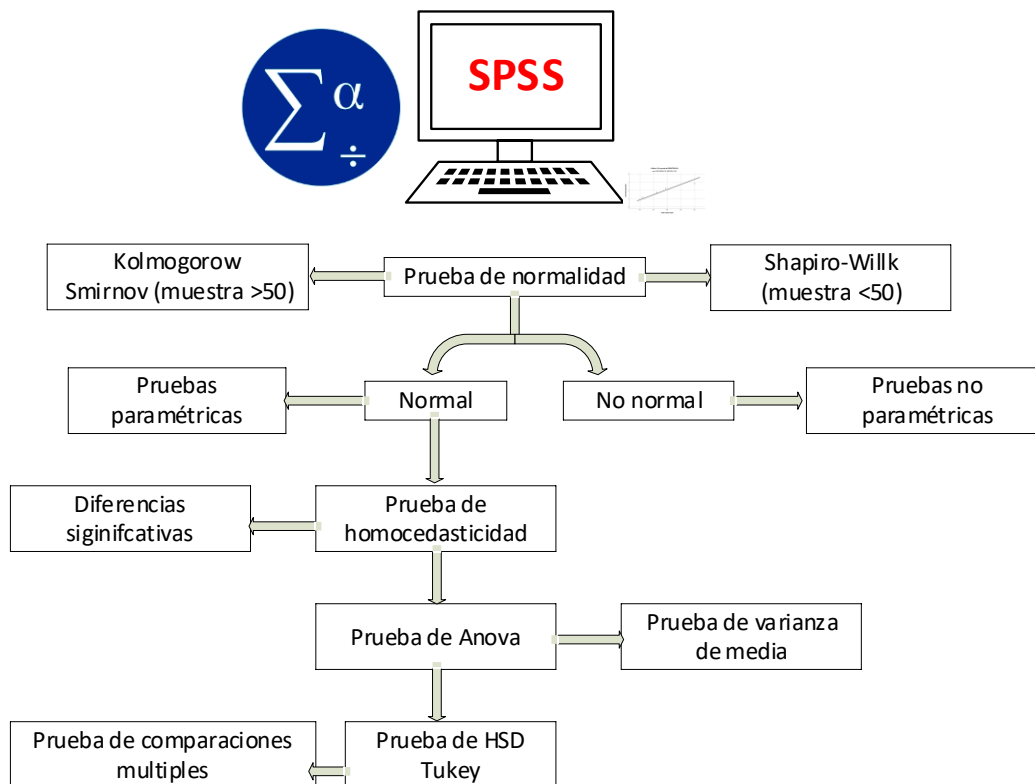 ∑ α
÷
SPSS
Kolmogorow
Smirnov (muestra >50)
Prueba de normalidad
Shapiro-Willk
(muestra <50)
Pruebas
paramétricas
Normal
No normal
Pruebas no
paramétricas
Diferencias
siginifcativas
Prueba de
homocedasticidad
Prueba de Anova
Prueba de varianza
de media
Prueba de comparaciones
multiples
Prueba de HSD
Tukey